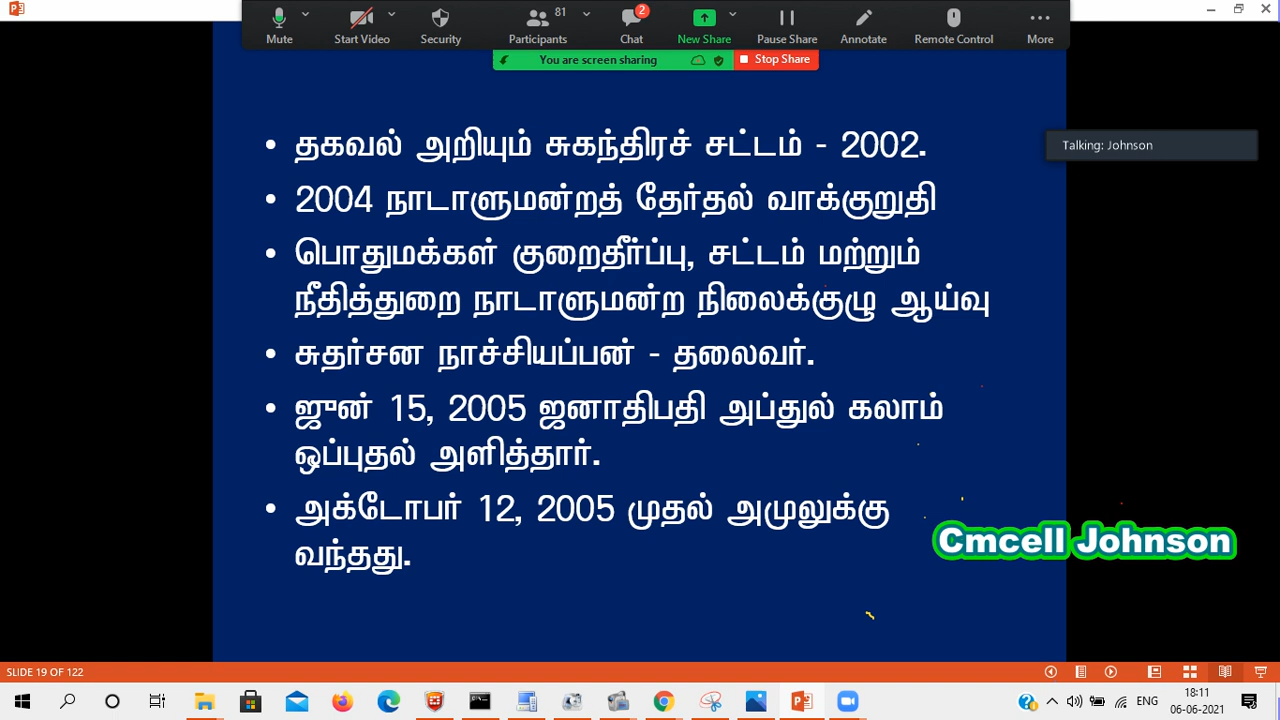 Mute
Start Video
Security
Participants
81
Chat
2
New Share
Pause Share
Annotate
Remote Control
More
You are screen sharing
Stop Share
Talking: Johnson
• தகவல் அறியும் சுகந்திரச் சட்டம் - 2002.
• 2004 நாடாளுமன்றத் தேர்தல் வாக்குறுதி
• பொதுமக்கள் குறைதீர்ப்பு, சட்டம் மற்றும்
நீதித்துறை நாடாளுமன்ற நிலைக்குழு ஆய்வு
• சுதர்சன நாச்சியப்பன் - தலைவர்.
• ஜுன் 15, 2005 ஜனாதிபதி அப்துல் கலாம்
ஒப்புதல் அளித்தார்.
• அக்டோபர் 12, 2005 முதல் அமுலுக்கு
வந்தது.
Cmcell Johnson
SLIDE 19 OF 122
ENG
18:11
06-06-2021